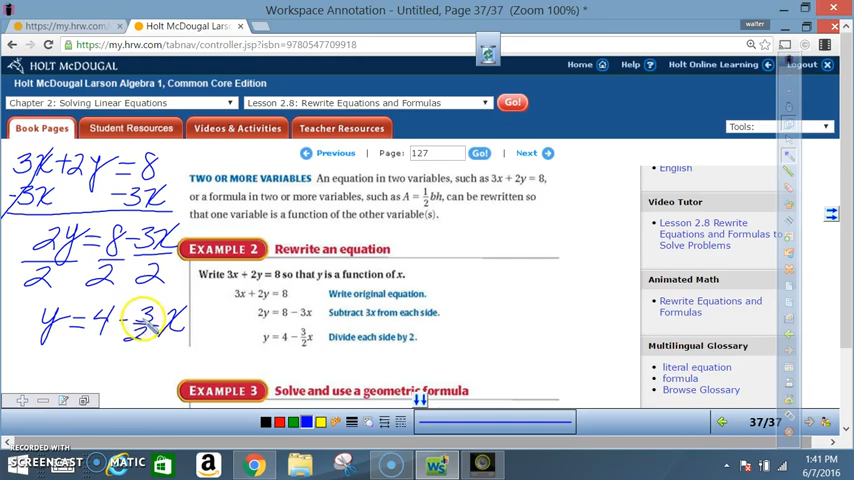 Workspace Annotation - Untitled, Page 37/37 (Zoom 100%)
https://my.hrw.com/
Holt McDougal Larson Al
walter
https://my.hrw.com/tabnav/controller.jsp?isbn=9780547709918
HOLT McDOUGAL
Home
Help
Holt Online Learning
Logout
Holt McDougal Larson Algebra 1, Common Core Edition
Chapter 2: Solving Linear Equations
Lesson 2.8: Rewrite Equations and Formulas
Go!
Book Pages
Student Resources
Videos & Activities
Teacher Resources
Tools:
Previous
Page: 127
Go!
Next
3x+2y=8
-3x -3x
2y=8-3x
2 2 2
y=4-3/2x
TWO OR MORE VARIABLES An equation in two variables, such as 3x + 2y = 8,
or a formula in two or more variables, such as A = 1/2bh, can be rewritten so
that one variable is a function of the other variable(s).
EXAMPLE 2 Rewrite an equation
Write 3x + 2y = 8 so that y is a function of x.
3x + 2y = 8 Write original equation.
2y = 8 − 3x Subtract 3x from each side.
y = 4 − 3/2x Divide each side by 2.
EXAMPLE 3 Solve and use a geometric formula
English
Video Tutor
Lesson 2.8 Rewrite
Equations and Formulas to
Solve Problems
Animated Math
Rewriting Equations and
Formulas
Multilingual Glossary
literal equation
formula
Browse Glossary
37/37
RECORDED WITH
SCREENCAST MATIC
1:41 PM
6/7/2016